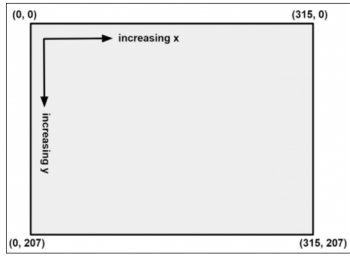 (0, 0)
(315, 0)
increasing x
increasing y
(0, 207)
(315, 207)